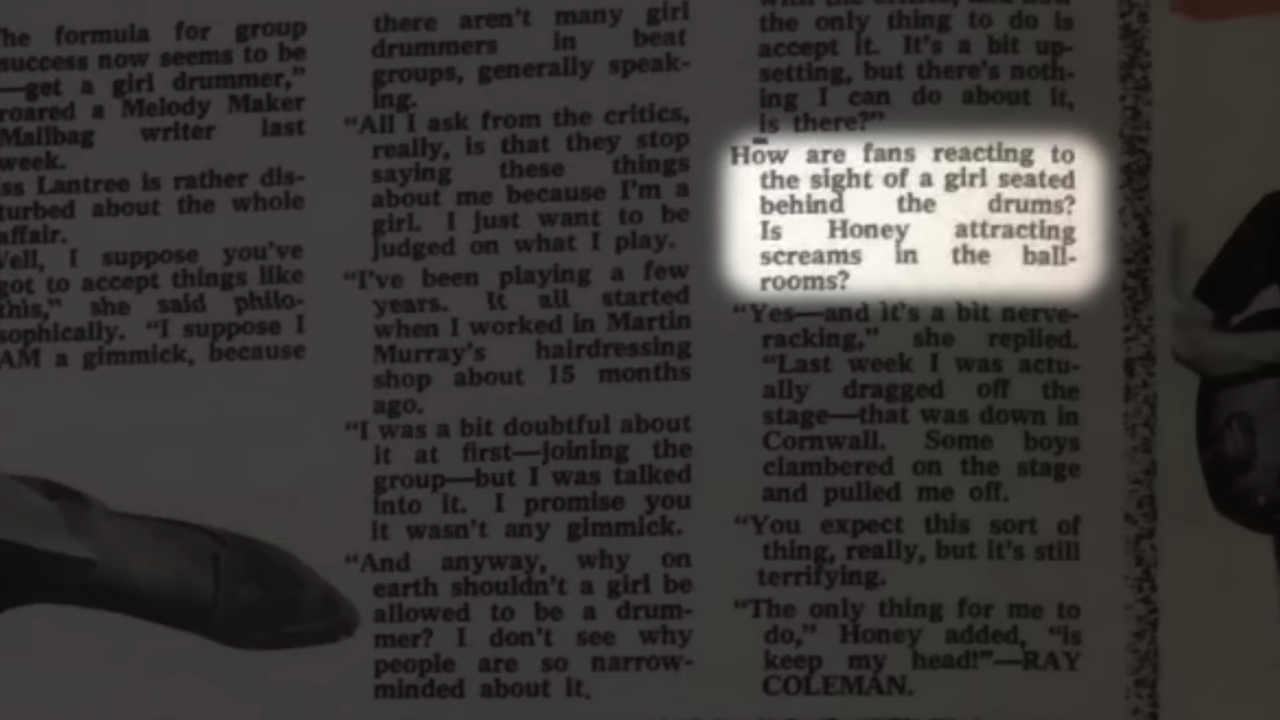 he formula for group
success now seems to be
—get a girl drummer,”
roared a Melody Maker
Mailbag writer last
week.
ss Lantree is rather dis-
turbed about the whole
affair.
ell, I suppose you’ve
got to accept things like
this,” she said philo-
sophically. “I suppose I
AM a gimmick, because
there aren’t many girl
drummers in beat
groups, generally speak-
ing.
“All I ask from the critics,
really, is that they stop
saying these things
about me because I’m a
girl. I just want to be
judged on what I play.
“I’ve been playing a few
years. It all started
when I worked in Martin
Murray’s hairdressing
shop about 15 months
ago.
“I was a bit doubtful about
it at first—joining the
group—but I was talked
into it. I promise you
it wasn’t any gimmick.
“And anyway, why on
earth shouldn’t a girl be
allowed to be a drum-
mer? I don’t see why
people are so narrow-
minded about it.
the only thing to do is
accept it. It’s a bit up-
setting, but there’s noth-
ing I can do about it,
is there?”
How are fans reacting to
the sight of a girl seated
behind the drums?
Is Honey attracting
screams in the ball-
rooms?
“Yes—and it’s a bit nerve-
racking,” she replied.
“Last week I was actu-
ally dragged off the
stage—that was down in
Cornwall. Some boys
clambered on the stage
and pulled me off.
“You expect this sort of
thing, really, but it’s still
terrifying.
“The only thing for me to
do,” Honey added, “is
keep my head!”—RAY
COLEMAN.